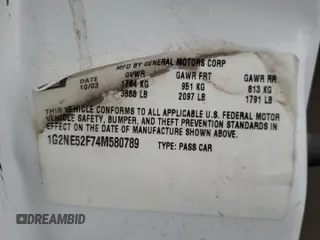 MFD BY GENERAL MOTORS CORP
DATE GVWR GAWR FRT GAWR RR
10/03 1764 KG 951 KG 813 KG
3888 LB 2097 LB 1791 LB
THIS VEHICLE CONFORMS TO ALL APPLICABLE U.S. FEDERAL MOTOR
VEHICLE SAFETY, BUMPER, AND THEFT PREVENTION STANDARDS IN
EFFECT ON THE DATE OF MANUFACTURE SHOWN ABOVE.
1G2NE52F74M580789 TYPE: PASS CAR
DREAMBID